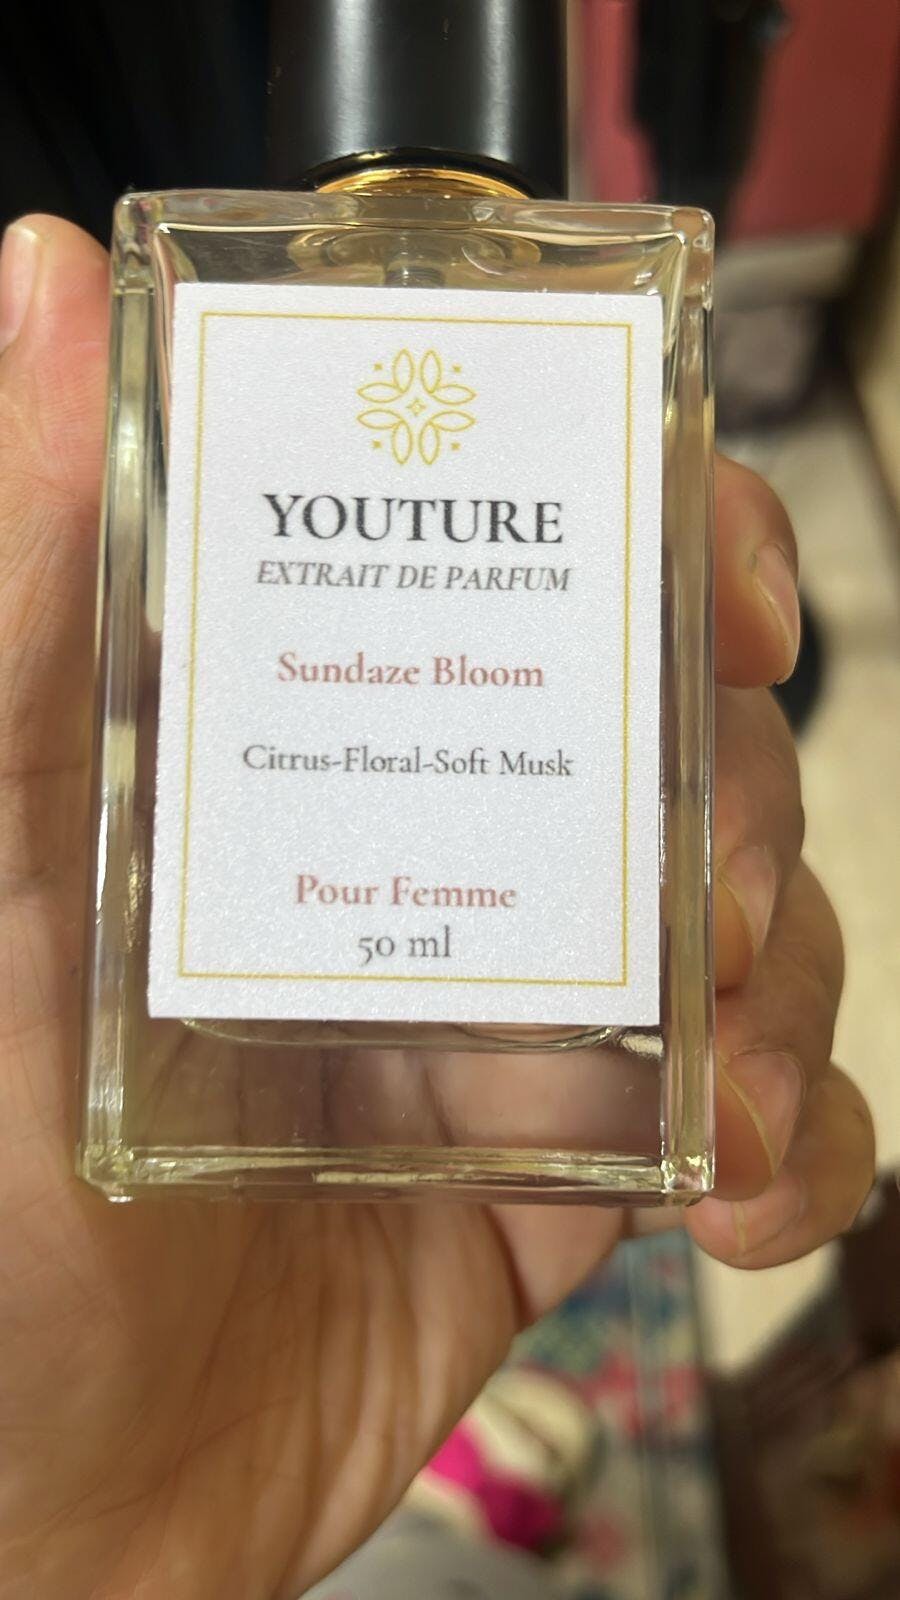 YOUTURE
EXTRAIT DE PARFUM
Sundaze Bloom
Citrus-Floral-Soft Musk
Pour Femme
50 ml